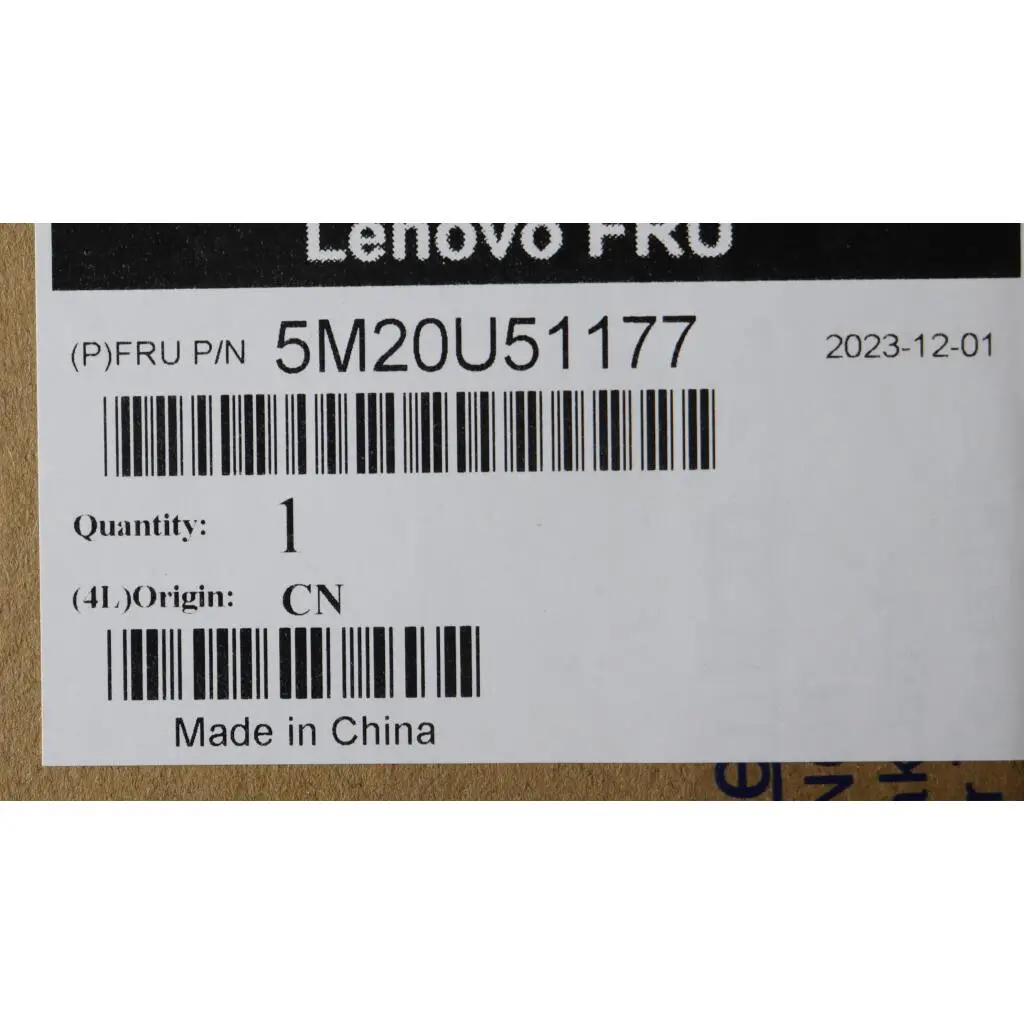 Lenovo FRU
(P)FRU P/N 5M20U51177 2023-12-01
Quantity: 1
(4L)Origin: CN
Made in China